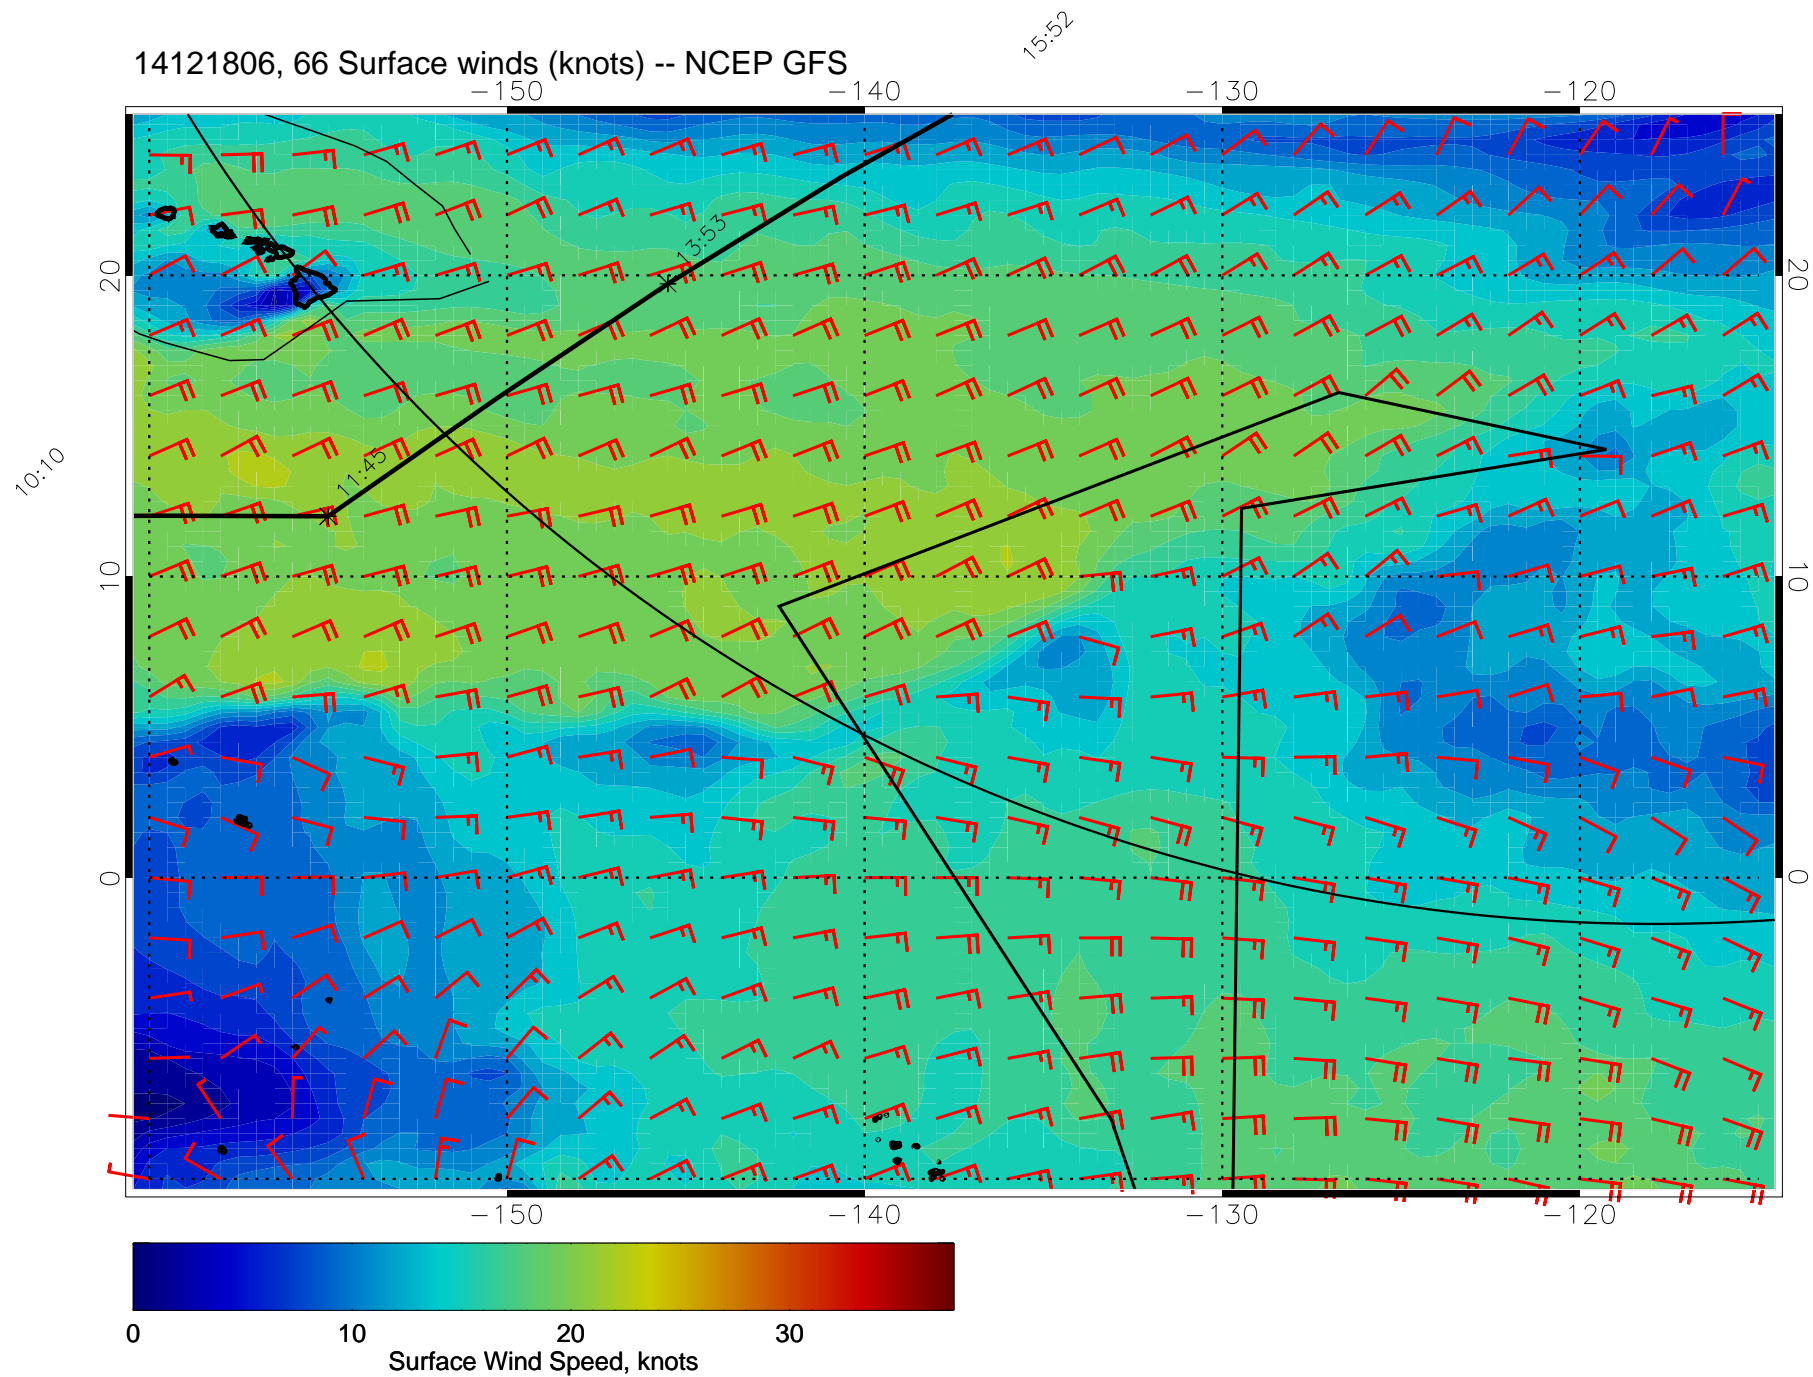 15:52
14121806, 66 Surface winds (knots) -- NCEP GFS
-150 -140 -130 -120
13:53
20 20
11:45
10:10
10 10
0 0
-150 -140 -130 -120
0 10 20 30
Surface Wind Speed, knots